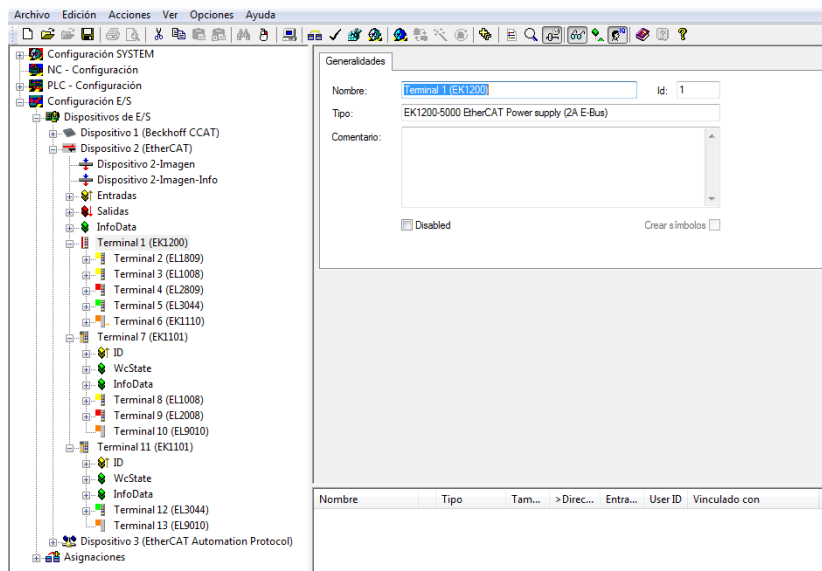 Archivo Edición Acciones Ver Opciones Ayuda
Configuración SYSTEM
NC - Configuración
PLC - Configuración
Configuración E/S
Dispositivos de E/S
Dispositivo 1 (Beckhoff CCAT)
Dispositivo 2 (EtherCAT)
Dispositivo 2-Imagen
Dispositivo 2-Imagen-Info
Entradas
Salidas
InfoData
Terminal 1 (EK1200)
Terminal 2 (EL1809)
Terminal 3 (EL1008)
Terminal 4 (EL2809)
Terminal 5 (EL3044)
Terminal 6 (EK1110)
Terminal 7 (EK1101)
ID
WcState
InfoData
Terminal 8 (EL1008)
Terminal 9 (EL2008)
Terminal 10 (EL9010)
Terminal 11 (EK1101)
ID
WcState
InfoData
Terminal 12 (EL3044)
Terminal 13 (EL9010)
Dispositivo 3 (EtherCAT Automation Protocol)
Asignaciones
Generalidades
Nombre: Terminal 1 (EK1200) Id: 1
Tipo: EK1200-5000 EtherCAT Power supply (2A E-Bus)
Comentario:
Disabled Crear símbolos
Nombre Tipo Tam... >Direc... Entra... User ID Vinculado con